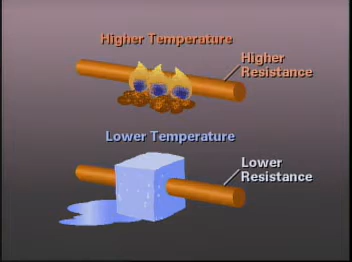 Higher Temperature
Higher
Resistance
Lower Temperature
Lower
Resistance